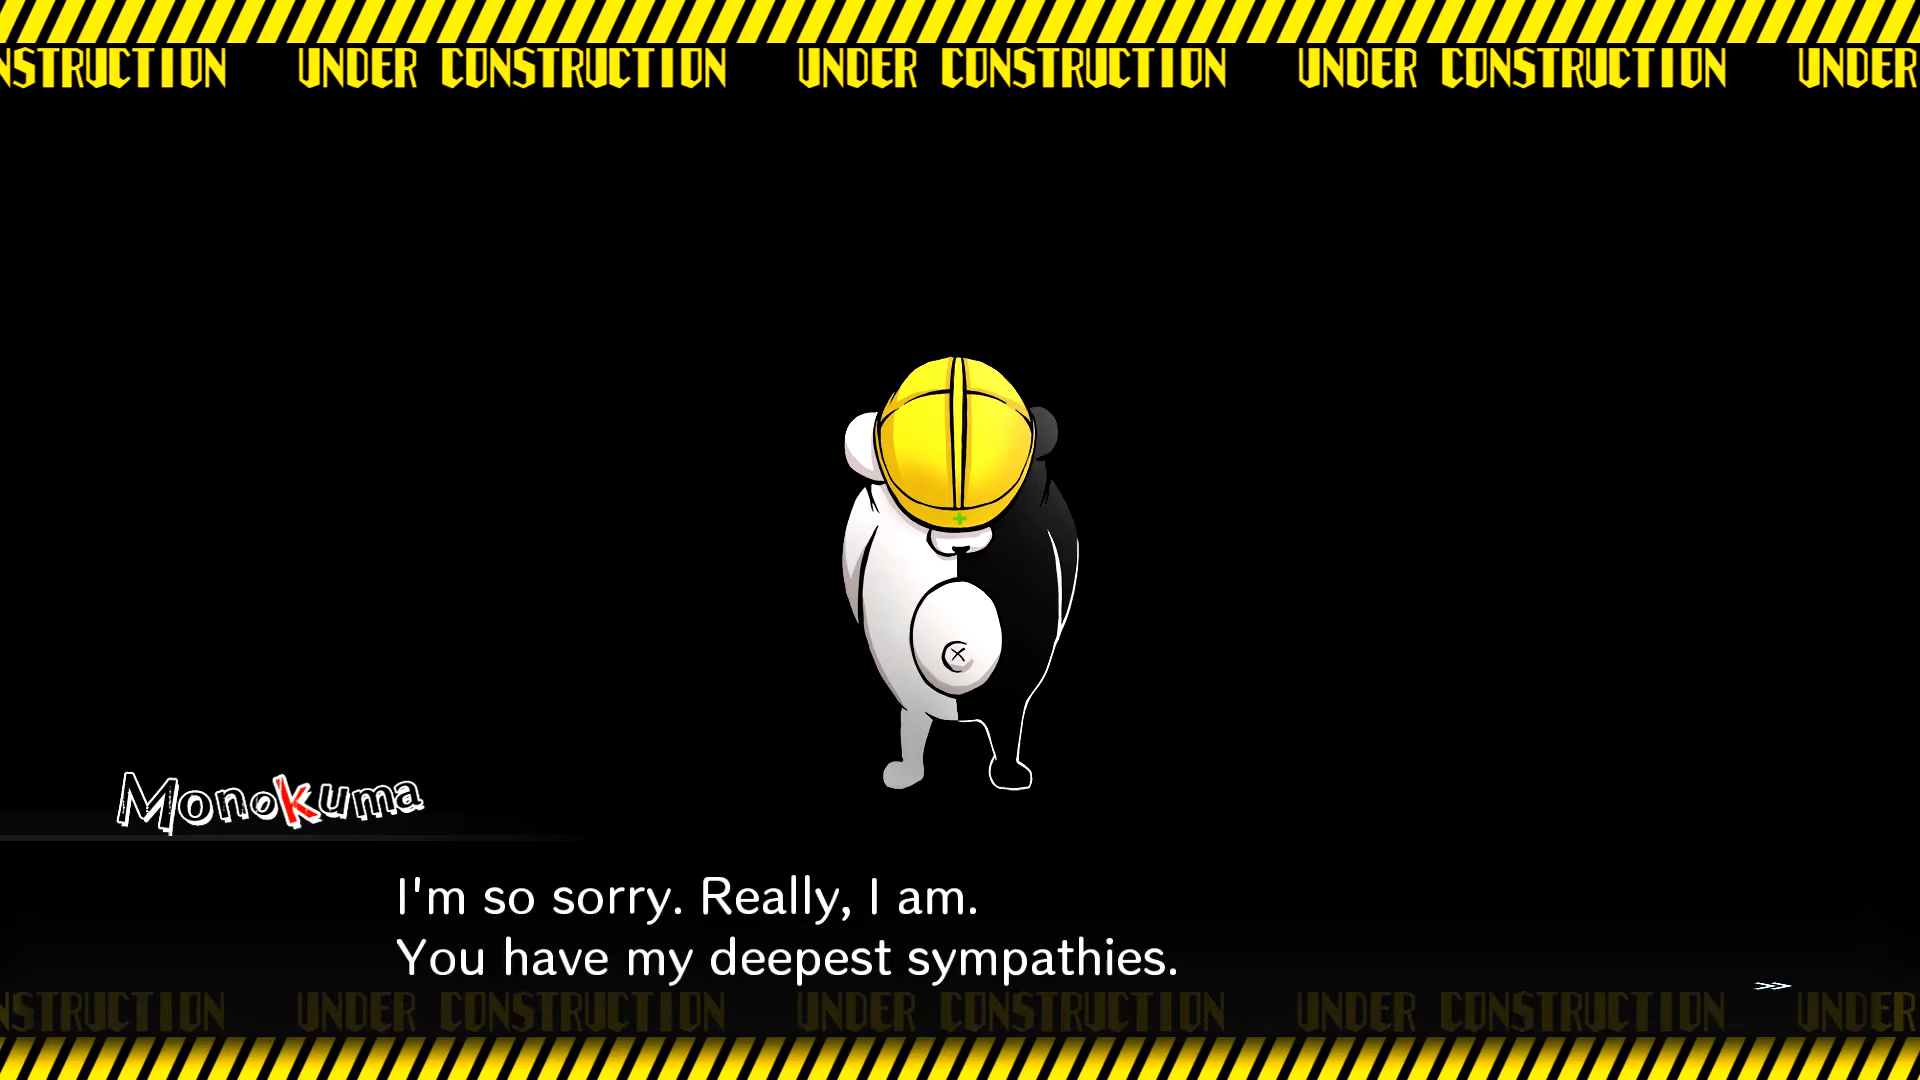 NSTRUCTION UNDER CONSTRUCTION UNDER CONSTRUCTION UNDER CONSTRUCTION UNDER
Monokuma
I'm so sorry. Really, I am.
You have my deepest sympathies.
NSTRUCTION UNDER CONSTRUCTION UNDER CONSTRUCTION UNDER CONSTRUCTION UNDER